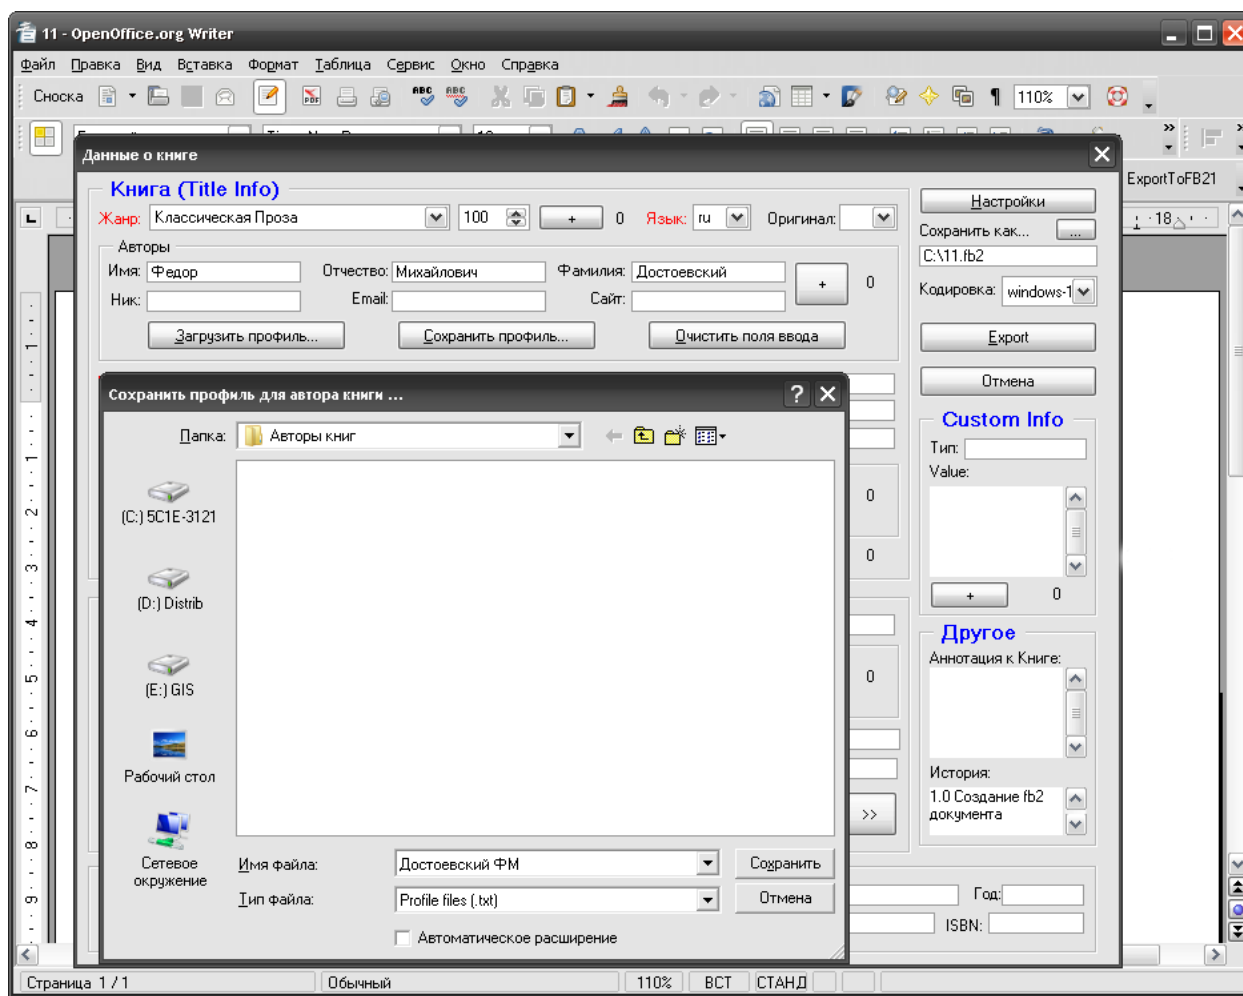 11 - OpenOffice.org Writer
Файл Правка Вид Вставка Формат Таблица Сервис Окно Справка
Сноска 110%
ExportToFB21
Данные о книге
Книга (Title Info)
Жанр: Классическая Проза 100 + 0 Язык: ru Оригинал:
Авторы
Имя: Федор Отчество: Михайлович Фамилия: Достоевский + 0
Ник: Email: Сайт:
Загрузить профиль... Сохранить профиль... Очистить поля ввода
Настройки
Сохранить как... ...
C:\11.fb2
Кодировка: windows-1
Export
Отмена
Custom Info
Тип:
Value:
+ 0
Другое
Аннотация к Книге:
История:
1.0 Создание fb2
документа
0
0
0
>>
Год:
ISBN:
Сохранить профиль для автора книги ...
Папка: Авторы книг
(C:) 5C1E-3121
(D:) Distrib
(E:) GIS
Рабочий стол
Сетевое
окружение
Имя файла: Достоевский ФМ Сохранить
Тип файла: Profile files (.txt) Отмена
Автоматическое расширение
Страница 1 / 1 Обычный 110% ВСТ СТАНД